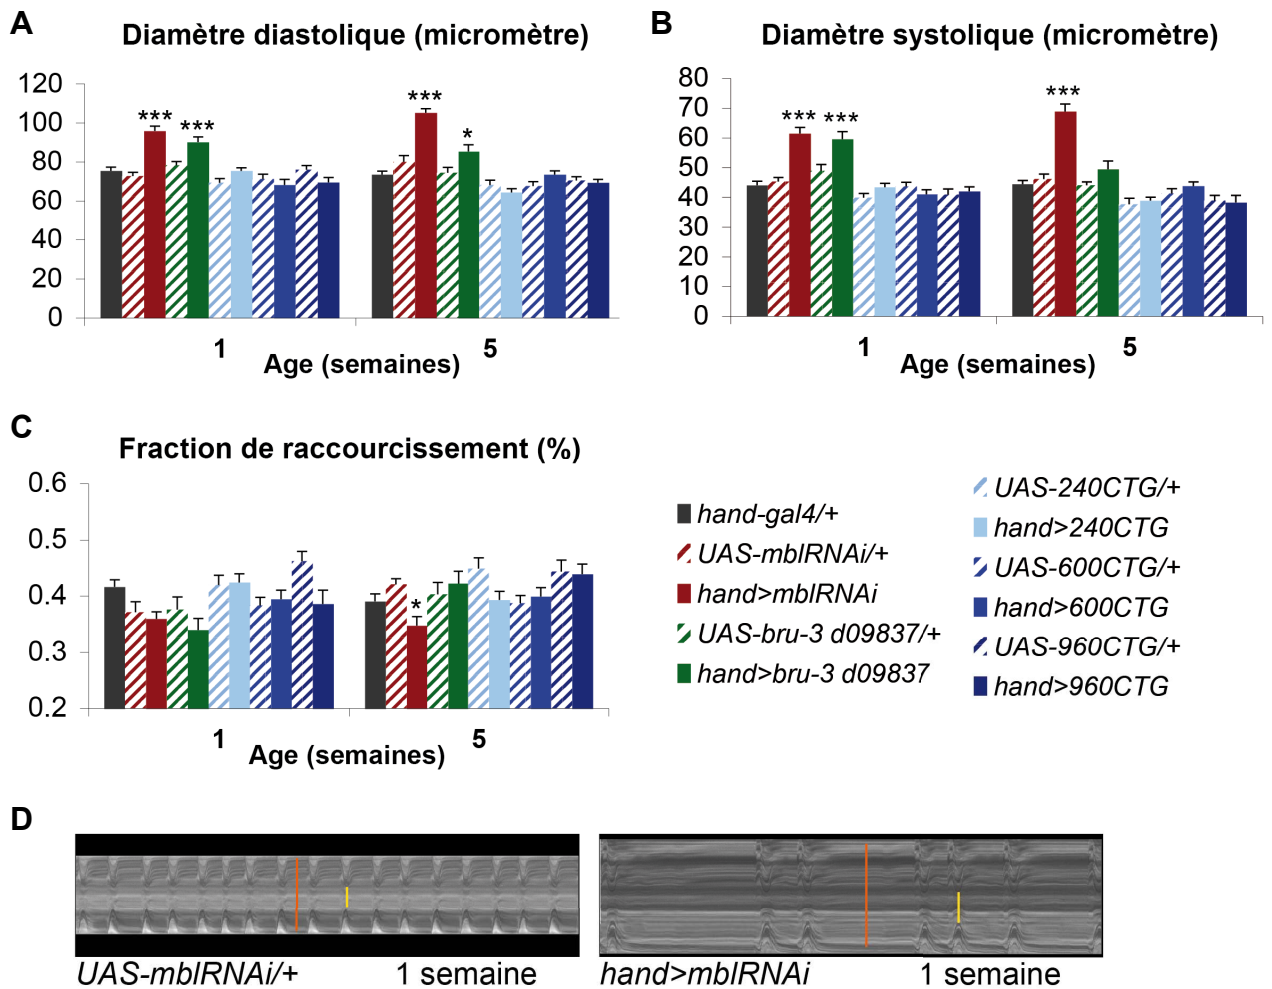 A
Diamètre diastolique (micromètre)
120
100
80
60
40
20
0
***
***
***
*
1
5
Age (semaines)
B
Diamètre systolique (micromètre)
80
70
60
50
40
30
20
10
0
***
***
***
1
5
Age (semaines)
C
Fraction de raccourcissement (%)
0.6
0.5
0.4
0.3
0.2
*
1
5
Age (semaines)
hand-gal4/+
UAS-mblRNAi/+
hand>mblRNAi
UAS-bru-3 d09837/+
hand>bru-3 d09837
UAS-240CTG/+
hand>240CTG
UAS-600CTG/+
hand>600CTG
UAS-960CTG/+
hand>960CTG
D
UAS-mblRNAi/+ 1 semaine
hand>mblRNAi 1 semaine